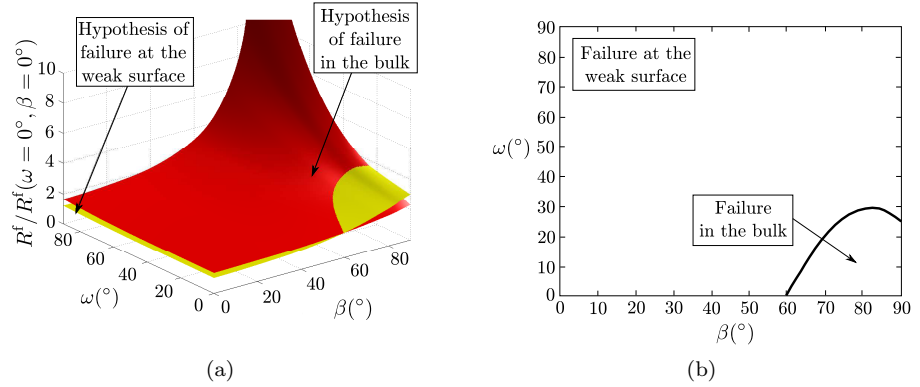 Hypothesis of
failure at the
weak surface
Hypothesis
of failure
in the bulk
R^f/R^f(ω = 0°, β = 0°)
10
8
6
4
2
0
80
60
40
20
0
ω(°)
0
20
40
60
80
β(°)
(a)
90
80
70
60
50
40
30
20
10
0
ω(°)
Failure at the
weak surface
Failure
in the bulk
0 10 20 30 40 50 60 70 80 90
β(°)
(b)